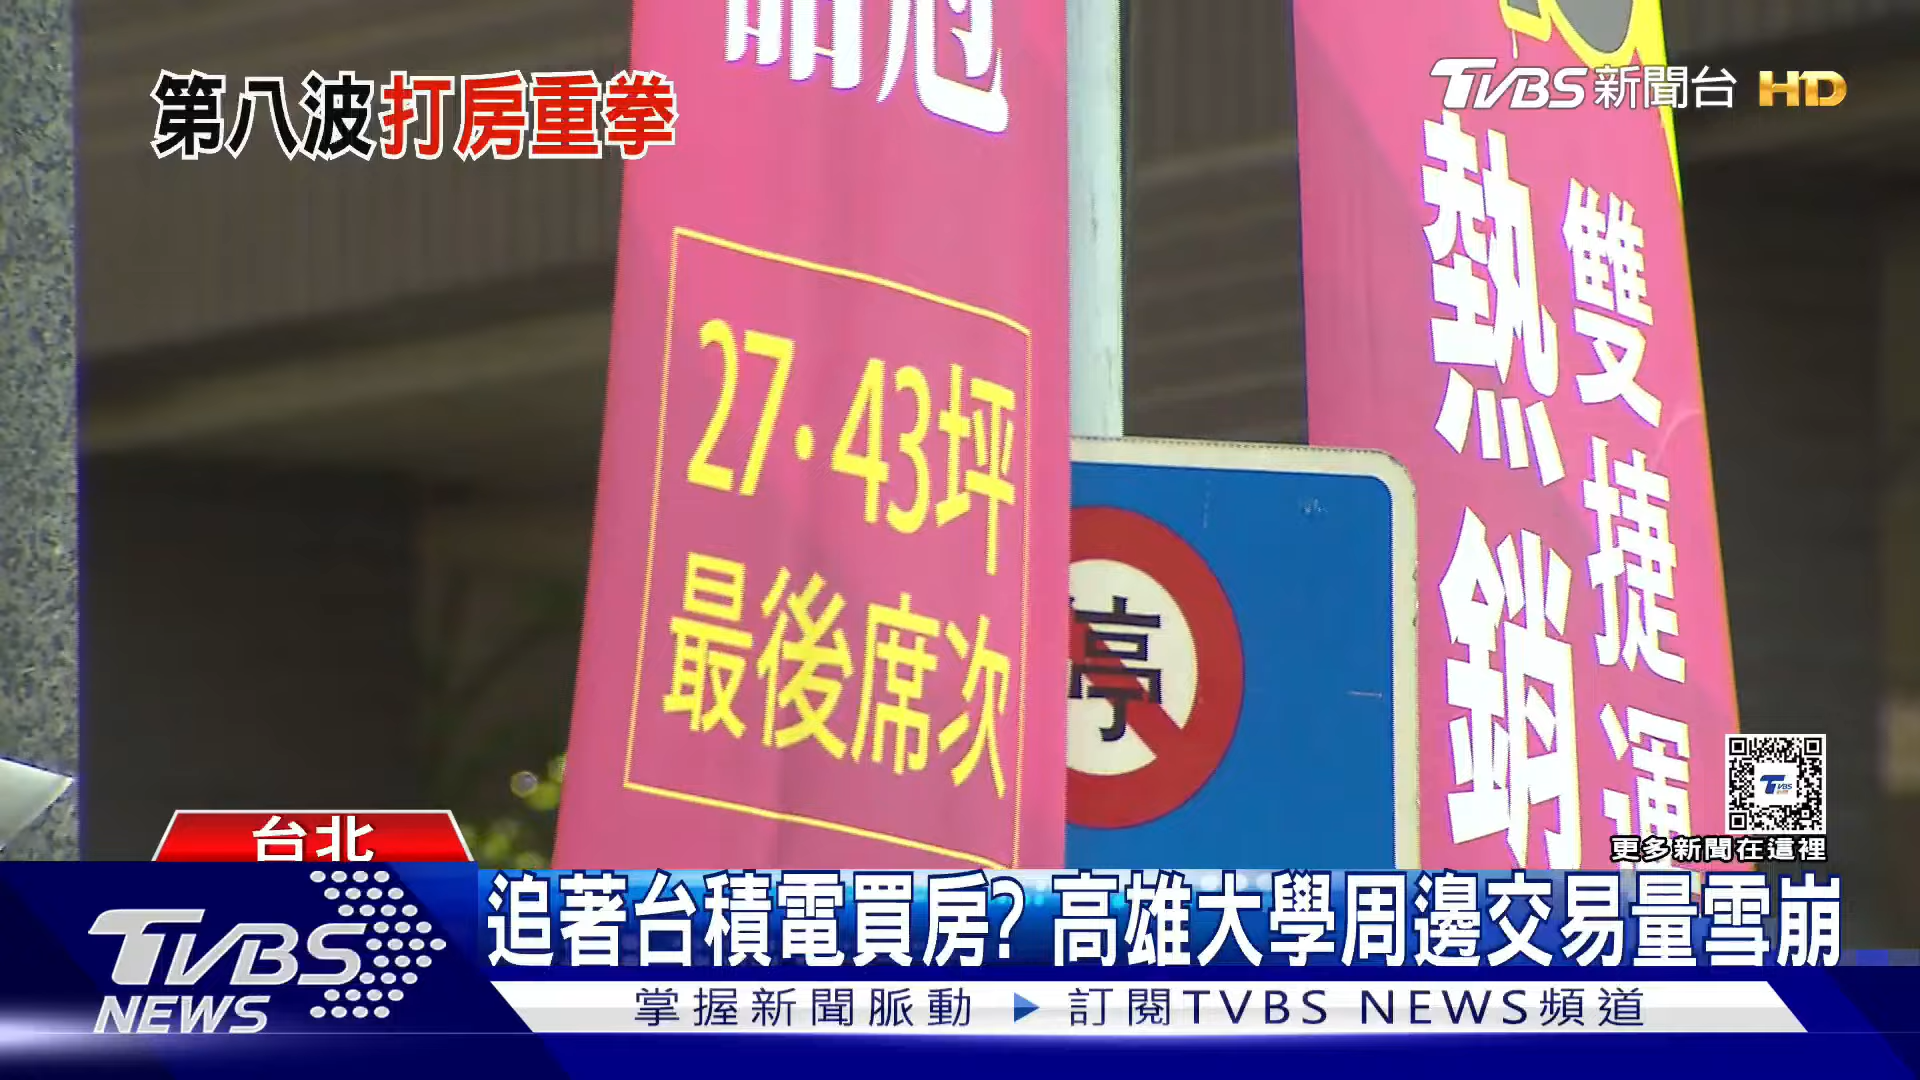 第八波打房重拳
TVBS新聞台 HD
27·43坪
最後席次
熱銷
雙捷運
停
TVBS
更多新聞在這裡
台北
追著台積電買房? 高雄大學周邊交易量雪崩
TVBS
NEWS
掌握新聞脈動 ▶ 訂閱TVBS NEWS頻道